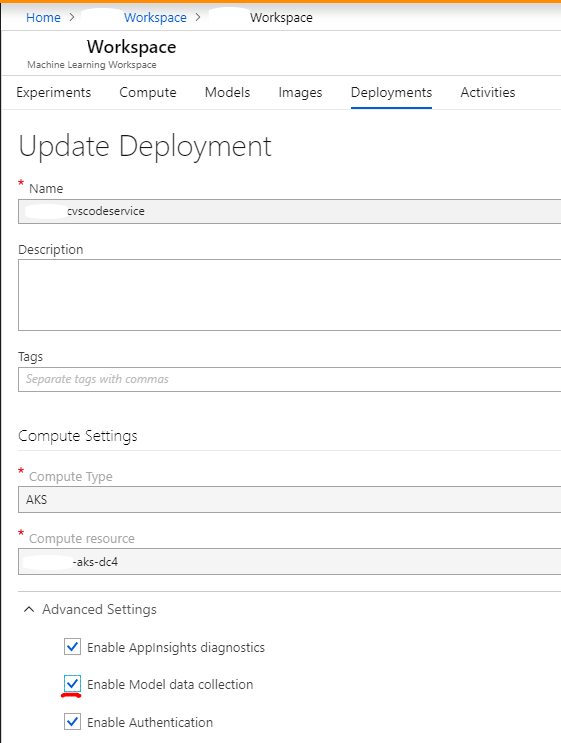 Home > Workspace > Workspace
Workspace
Machine Learning Workspace
Experiments Compute Models Images Deployments Activities
Update Deployment
* Name
cvscodeservice
Description
Tags
Separate tags with commas
Compute Settings
* Compute Type
AKS
* Compute resource
-aks-dc4
Advanced Settings
Enable AppInsights diagnostics
Enable Model data collection
Enable Authentication